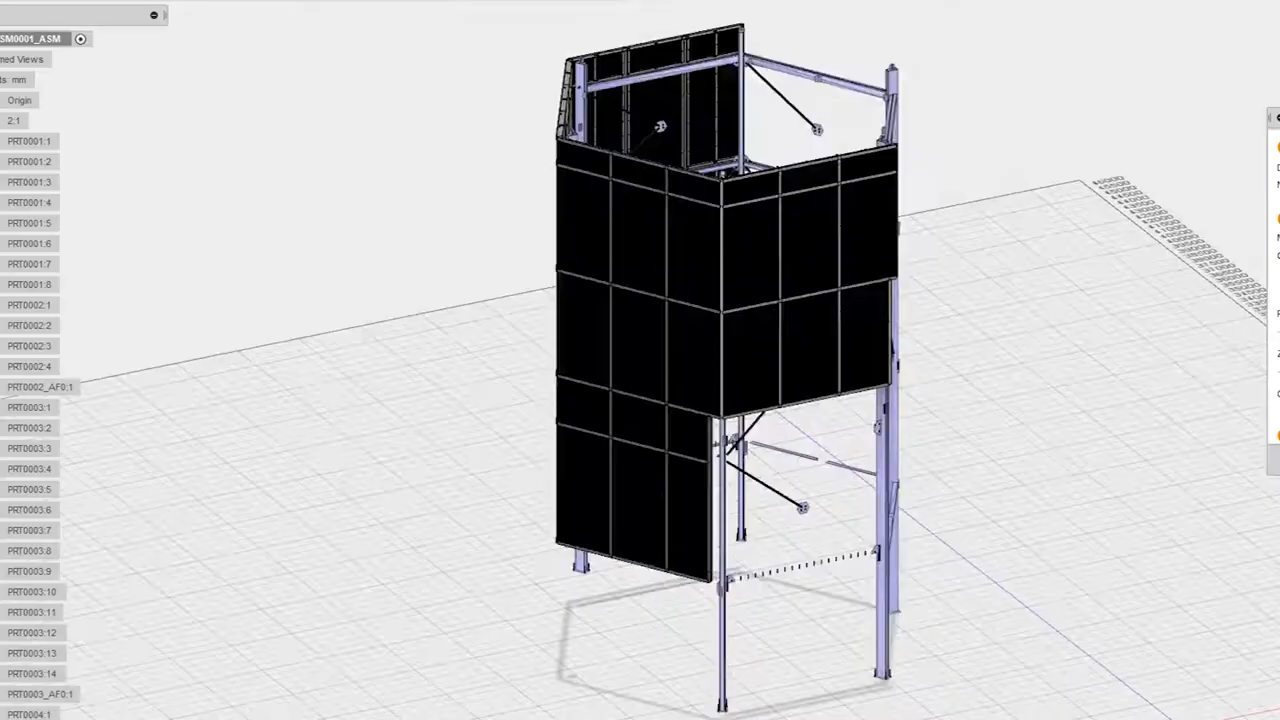 SM0001_ASM
med Views
ts: mm
Origin
2:1
PRT0001:1
PRT0001:2
PRT0001:3
PRT0001:4
PRT0001:5
PRT0001:6
PRT0001:7
PRT0001:8
PRT0002:1
PRT0002:2
PRT0002:3
PRT0002:4
PRT0002_AF0:1
PRT0003:1
PRT0003:2
PRT0003:3
PRT0003:4
PRT0003:5
PRT0003:6
PRT0003:7
PRT0003:8
PRT0003:9
PRT0003:10
PRT0003:11
PRT0003:12
PRT0003:13
PRT0003:14
PRT0003_AF0:1
PRT0004:1